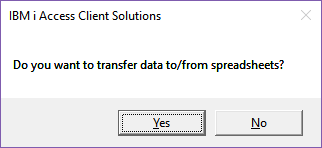 IBM i Access Client Solutions
Do you want to transfer data to/from spreadsheets?
Yes
No